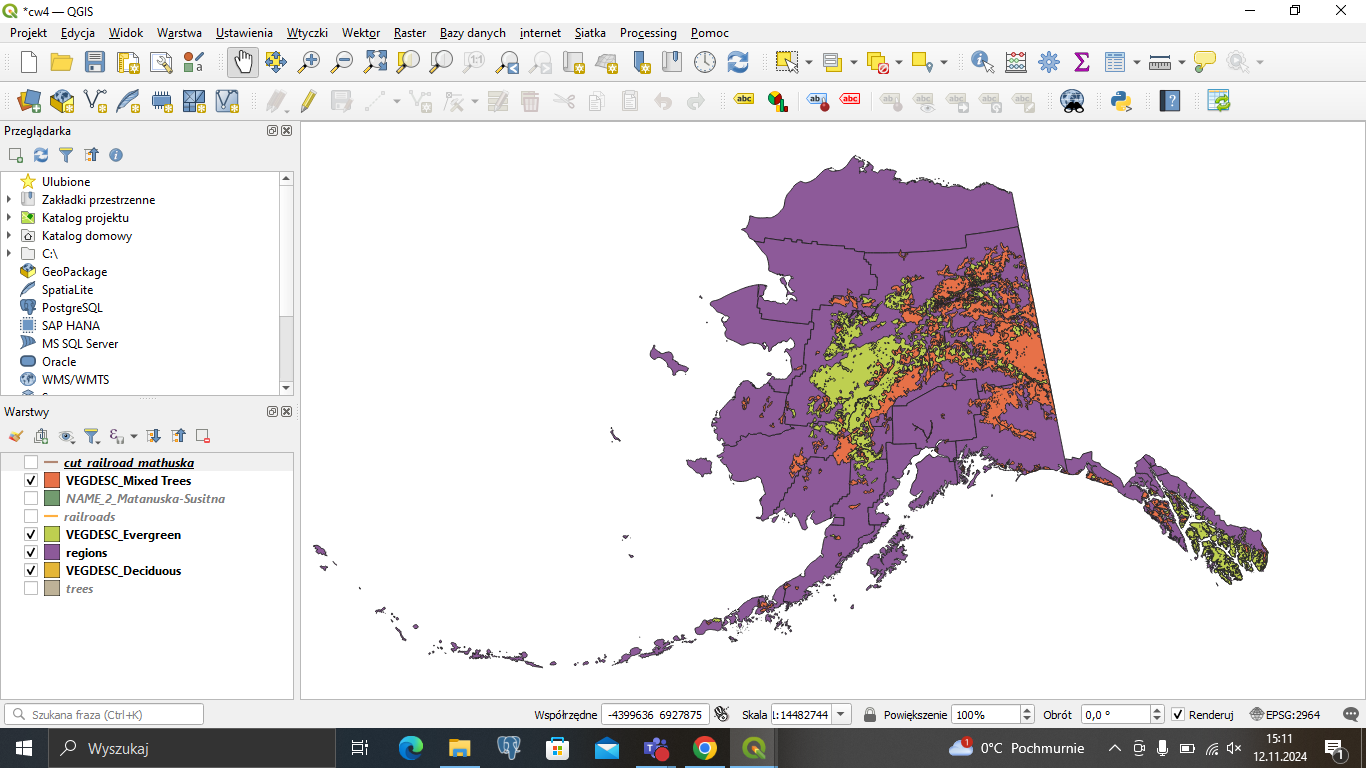 *cw4 — QGIS
Projekt Edycja Widok Warstwa Ustawienia Wtyczki Wektor Raster Bazy danych internet Siatka Processing Pomoc
Przeglądarka
Ulubione
Zakładki przestrzenne
Katalog projektu
Katalog domowy
C:\
GeoPackage
SpatiaLite
PostgreSQL
SAP HANA
MS SQL Server
Oracle
WMS/WMTS
Warstwy
cut_railroad_mathuska
VEGDESC_Mixed Trees
NAME_2_Matanuska-Susitna
railroads
VEGDESC_Evergreen
regions
VEGDESC_Deciduous
trees
Szukana fraza (Ctrl+K) Współrzędne -4399636 6927875 Skala 1:14482744 Powiększenie 100% Obrót 0,0 ° Renderuj EPSG:2964
Wyszukaj 1 0°C Pochmurnie 15:11
12.11.2024 1